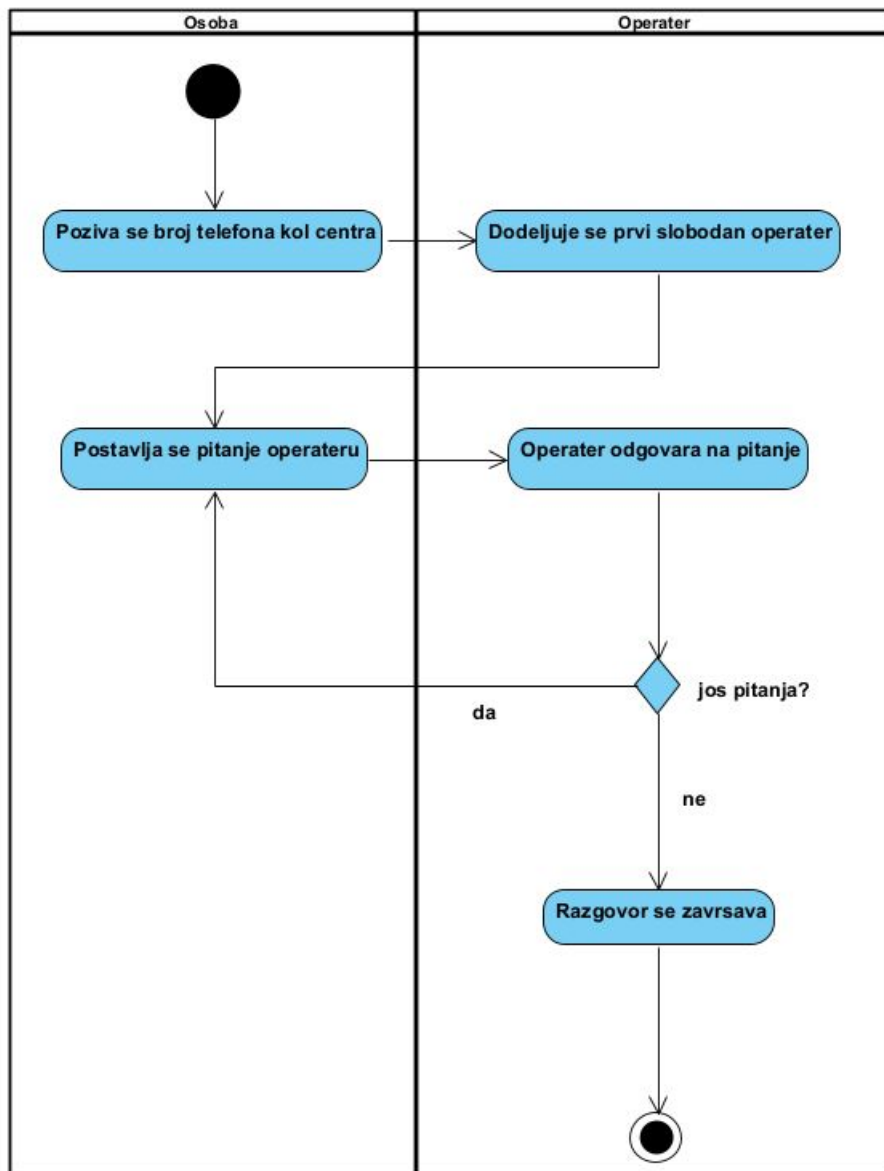 Osoba
Operater
Poziva se broj telefona kol centra
Dodeljuje se prvi slobodan operater
Postavlja se pitanje operateru
Operater odgovara na pitanje
jos pitanja?
da
ne
Razgovor se zavrsava